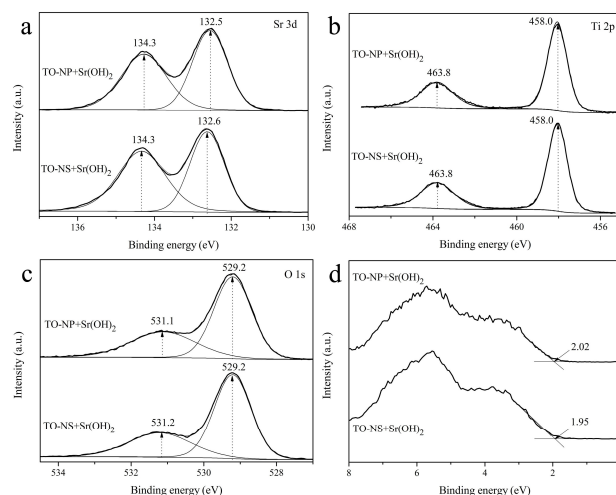 a
Sr 3d
134.3
132.5
TO-NP+Sr(OH)2
134.3
132.6
TO-NS+Sr(OH)2
Intensity (a.u.)
136 134 132 130
Binding energy (eV)
b
Ti 2p
458.0
TO-NP+Sr(OH)2
463.8
458.0
TO-NS+Sr(OH)2
463.8
Intensity (a.u.)
468 464 460 456
Binding energy (eV)
c
O 1s
529.2
TO-NP+Sr(OH)2
531.1
529.2
TO-NS+Sr(OH)2
531.2
Intensity (a.u.)
534 532 530 528
Binding energy (eV)
d
TO-NP+Sr(OH)2
2.02
1.95
TO-NS+Sr(OH)2
Intensity (a.u.)
8 6 4 2
Binding energy (eV)